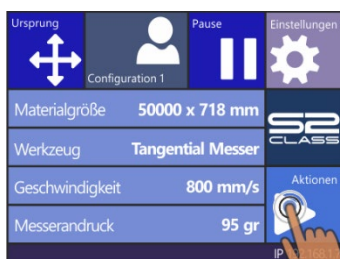 Ursprung
Configuration 1
Pause
Einstellungen
Materialgröße 50000 x 718 mm
S2 CLASS
Werkzeug Tangential Messer
Geschwindigkeit 800 mm/s
Aktionen
Messerandruck 95 gr
IP